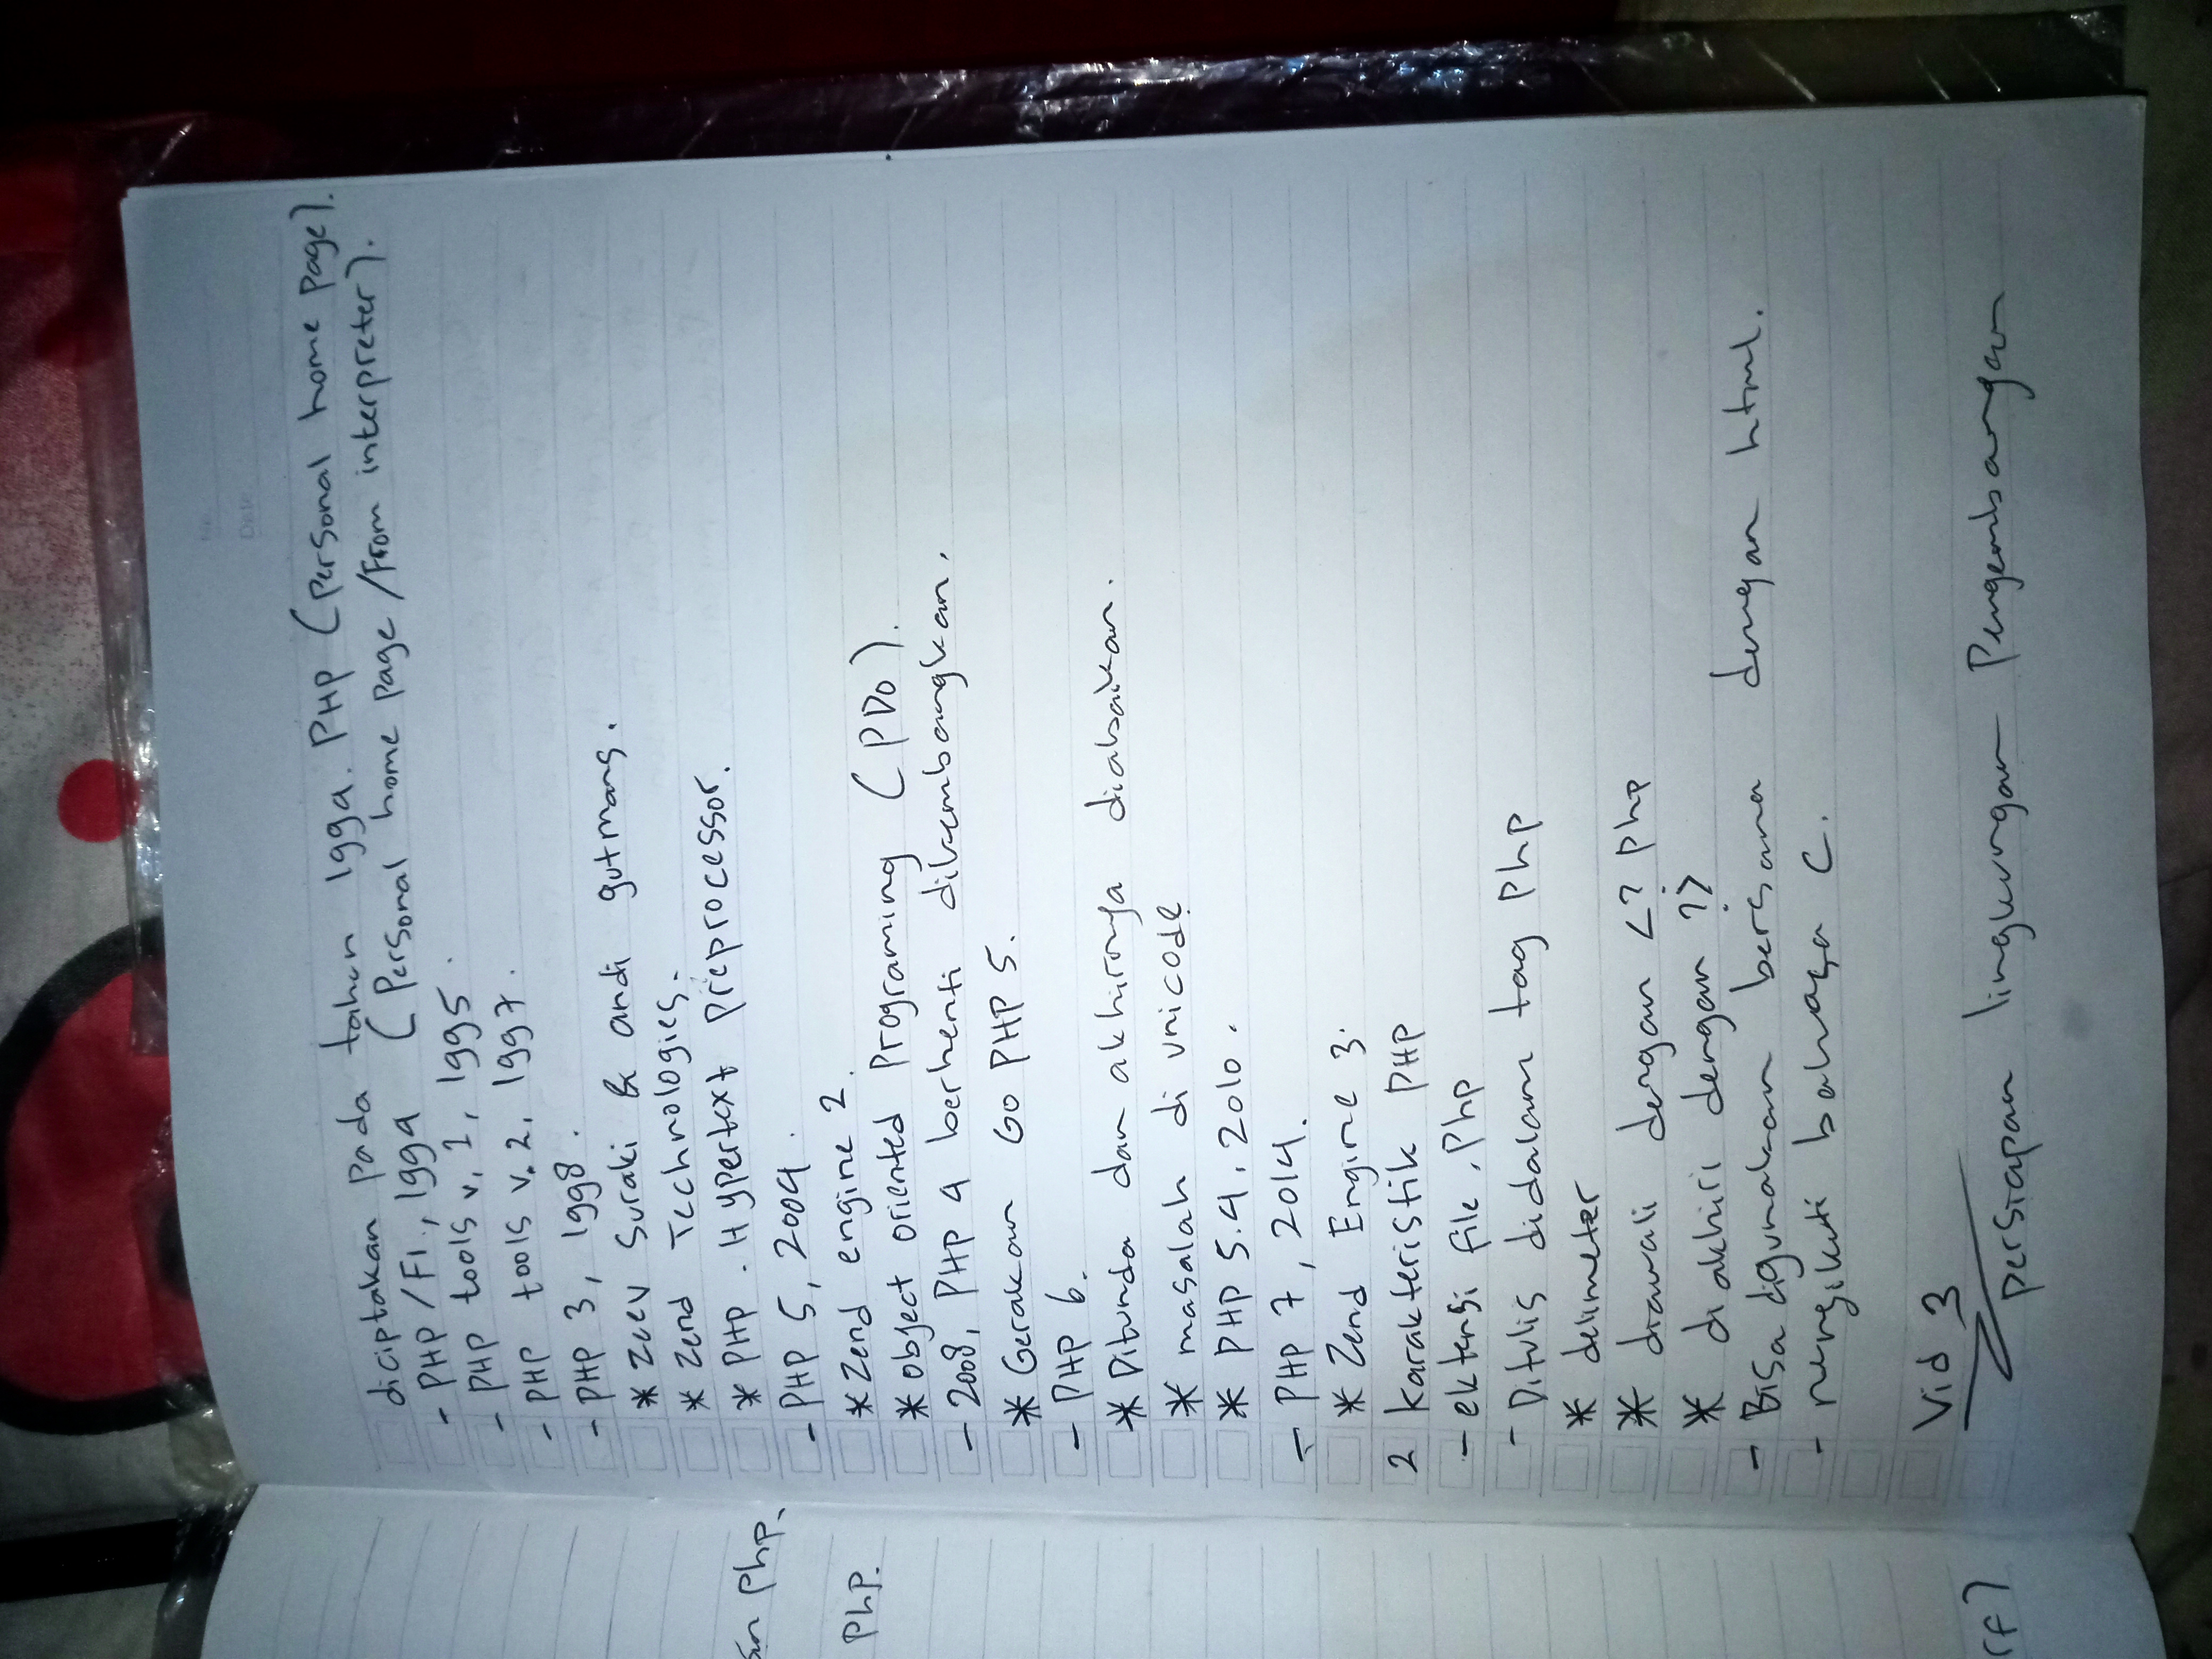 No.
Date
diciptakan pada tahun 1994. PHP (Personal home page).
- PHP/FI., 1994 (Personal home page/From interpreter).
- PHP tools v. 1, 1995.
- PHP tools v. 2, 1997.
- PHP 3, 1998.
* Zeev Suraki & andi gutmans.
* Zend Technologies.
* PHP . Hypertext preprocessor.
- PHP 5, 2004.
* Zend engine 2.
* object oriented Programing (PDO).
- 2008, PHP 4 berhenti dikembangkan.
* Gerakan Go PHP 5.
- PHP 6.
* Ditunda dan akhirnya diabaikan.
* masalah di unicode
* PHP 5.4, 2010.
- PHP 7, 2014.
* Zend Engine 3.
2 karakteristik PHP
- ektensi file .Php
- Ditulis didalam tag Php
* delimeter
* diawali dengan <? Php
* diakhiri dengan ?>
- Bisa digunakan bersama dengan html.
- mengikuti bahasa C.
Vid 3
persiapan lingkungan Pengembangan
Php.
Php.